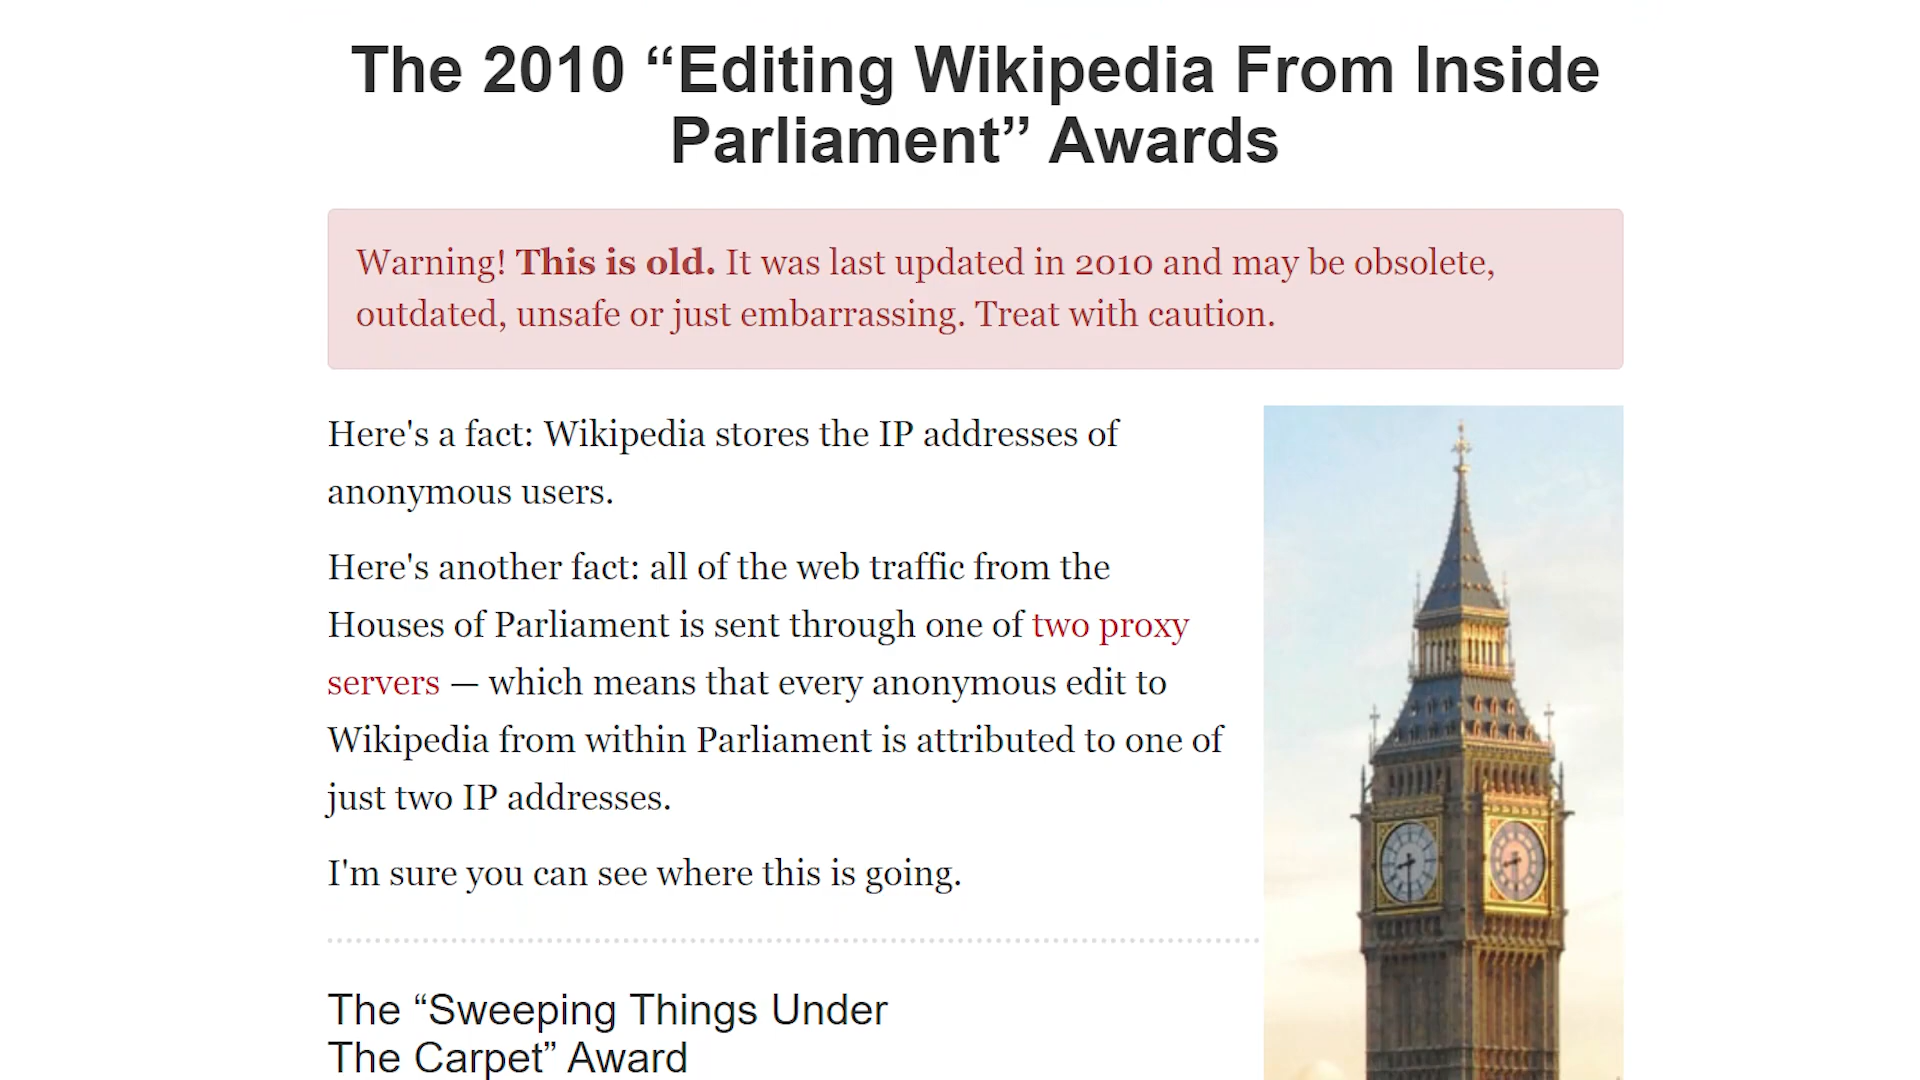 The 2010 “Editing Wikipedia From Inside
Parliament” Awards
Warning! This is old. It was last updated in 2010 and may be obsolete,
outdated, unsafe or just embarrassing. Treat with caution.
Here's a fact: Wikipedia stores the IP addresses of
anonymous users.
Here's another fact: all of the web traffic from the
Houses of Parliament is sent through one of two proxy
servers — which means that every anonymous edit to
Wikipedia from within Parliament is attributed to one of
just two IP addresses.
I'm sure you can see where this is going.
The “Sweeping Things Under
The Carpet” Award